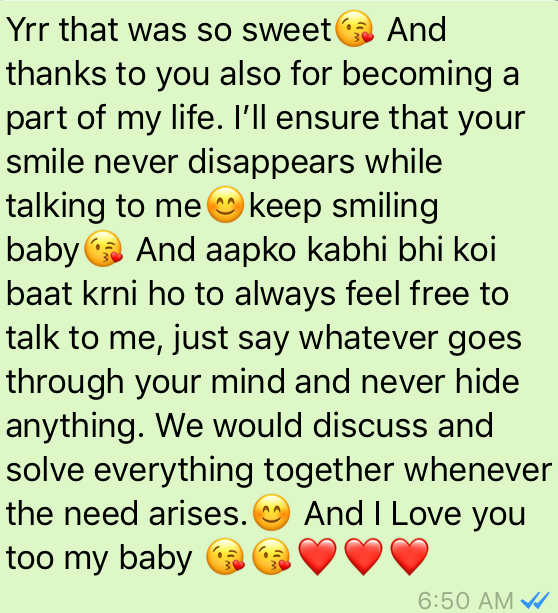 Yrr that was so sweet😘 And
thanks to you also for becoming a
part of my life. I’ll ensure that your
smile never disappears while
talking to me😊keep smiling
baby😘 And aapko kabhi bhi koi
baat krni ho to always feel free to
talk to me, just say whatever goes
through your mind and never hide
anything. We would discuss and
solve everything together whenever
the need arises.😊 And I Love you
too my baby 😘😘❤️❤️❤️
6:50 AM